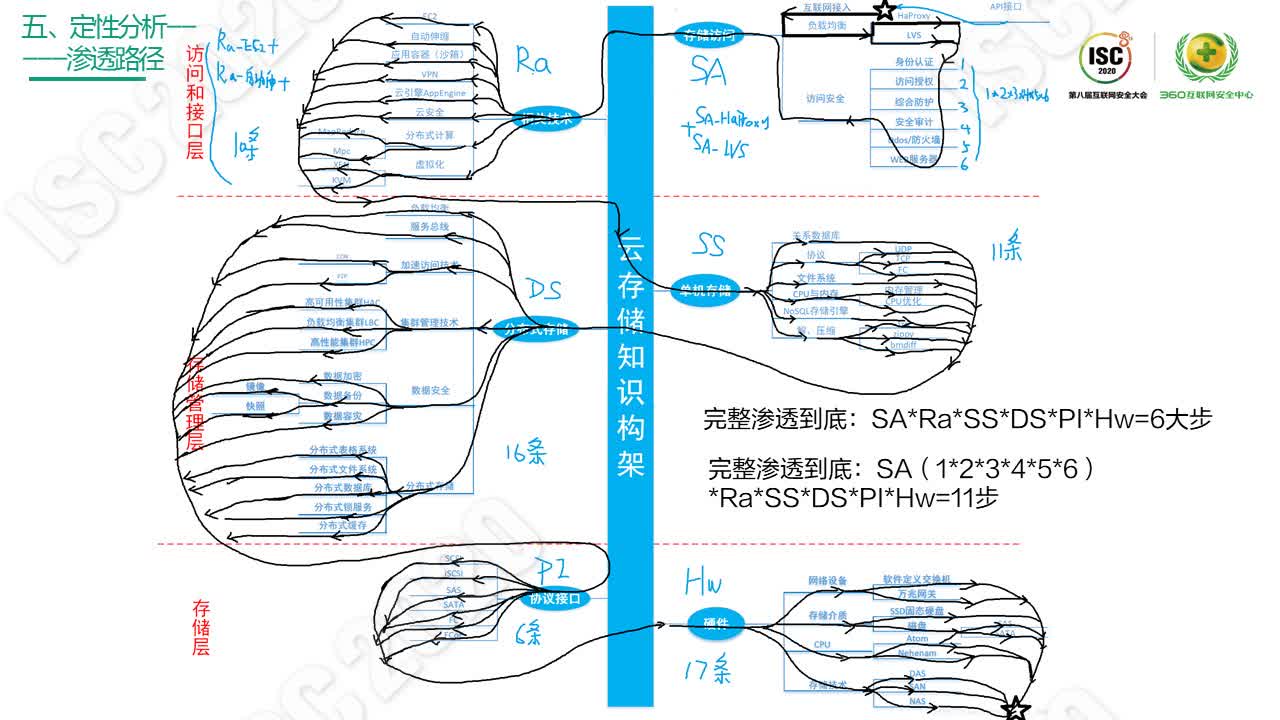 五、定性分析——
——渗透路径
ISC
2020
第八届互联网安全大会
360互联网安全中心
云存储知识构架
访问和接口层
存储管理层
存储层
Ra-EC2+
1条
Ra
相关技术
EC2
自动伸缩
应用容器（沙箱）
VPN
云引擎AppEngine
云安全
分布式计算
MapReduce
Mpc
虚拟化
XEN
KVM
存储访问
SA
+
SA-HaProxy
SA-LVS
互联网接入
API接口
负载均衡
HaProxy
LVS
访问安全
身份认证 1
访问授权 2
综合防护 3
安全审计 4
ddos/防火墙 5
WEB服务器 6
1*2*3*4*5*6
DS
分布式存储
16条
负载均衡
服务总线
加速访问技术
CDN
P2P
集群管理技术
高可用性集群HAC
负载均衡集群LBC
高性能集群HPC
数据安全
数据加密
数据备份
数据容灾
镜像
快照
分布式存储
分布式表格系统
分布式文件系统
分布式数据库
分布式锁服务
分布式缓存
SS
单机存储
11条
关系数据库
协议
UDP
TCP
FC
文件系统
CPU与内存
内存管理
CPU优化
NoSQL存储引擎
压缩
zippy
bmdiff
完整渗透到底：SA*Ra*SS*DS*PI*Hw=6大步
完整渗透到底：SA（1*2*3*4*5*6）
*Ra*SS*DS*PI*Hw=11步
PI
协议接口
6条
SCSI
iSCSI
SAS
SATA
FC
FCoE
Hw
硬件
17条
网络设备
软件定义交换机
万兆网关
存储介质
SSD固态硬盘
磁盘
SAS
SATA
CPU
Atom
Nehenam
存储技术
DAS
SAN
NAS
ISC 2020
ISC 2020